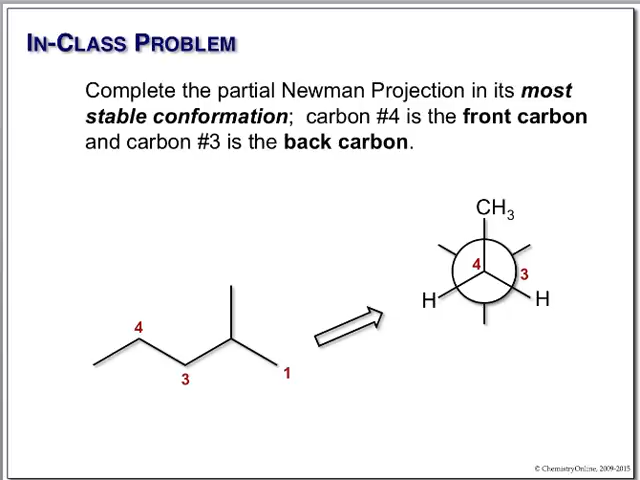 IN-CLASS PROBLEM
Complete the partial Newman Projection in its most
stable conformation; carbon #4 is the front carbon
and carbon #3 is the back carbon.
CH3
4
3
H
H
4
3
1
© ChemistryOnline, 2009-2015